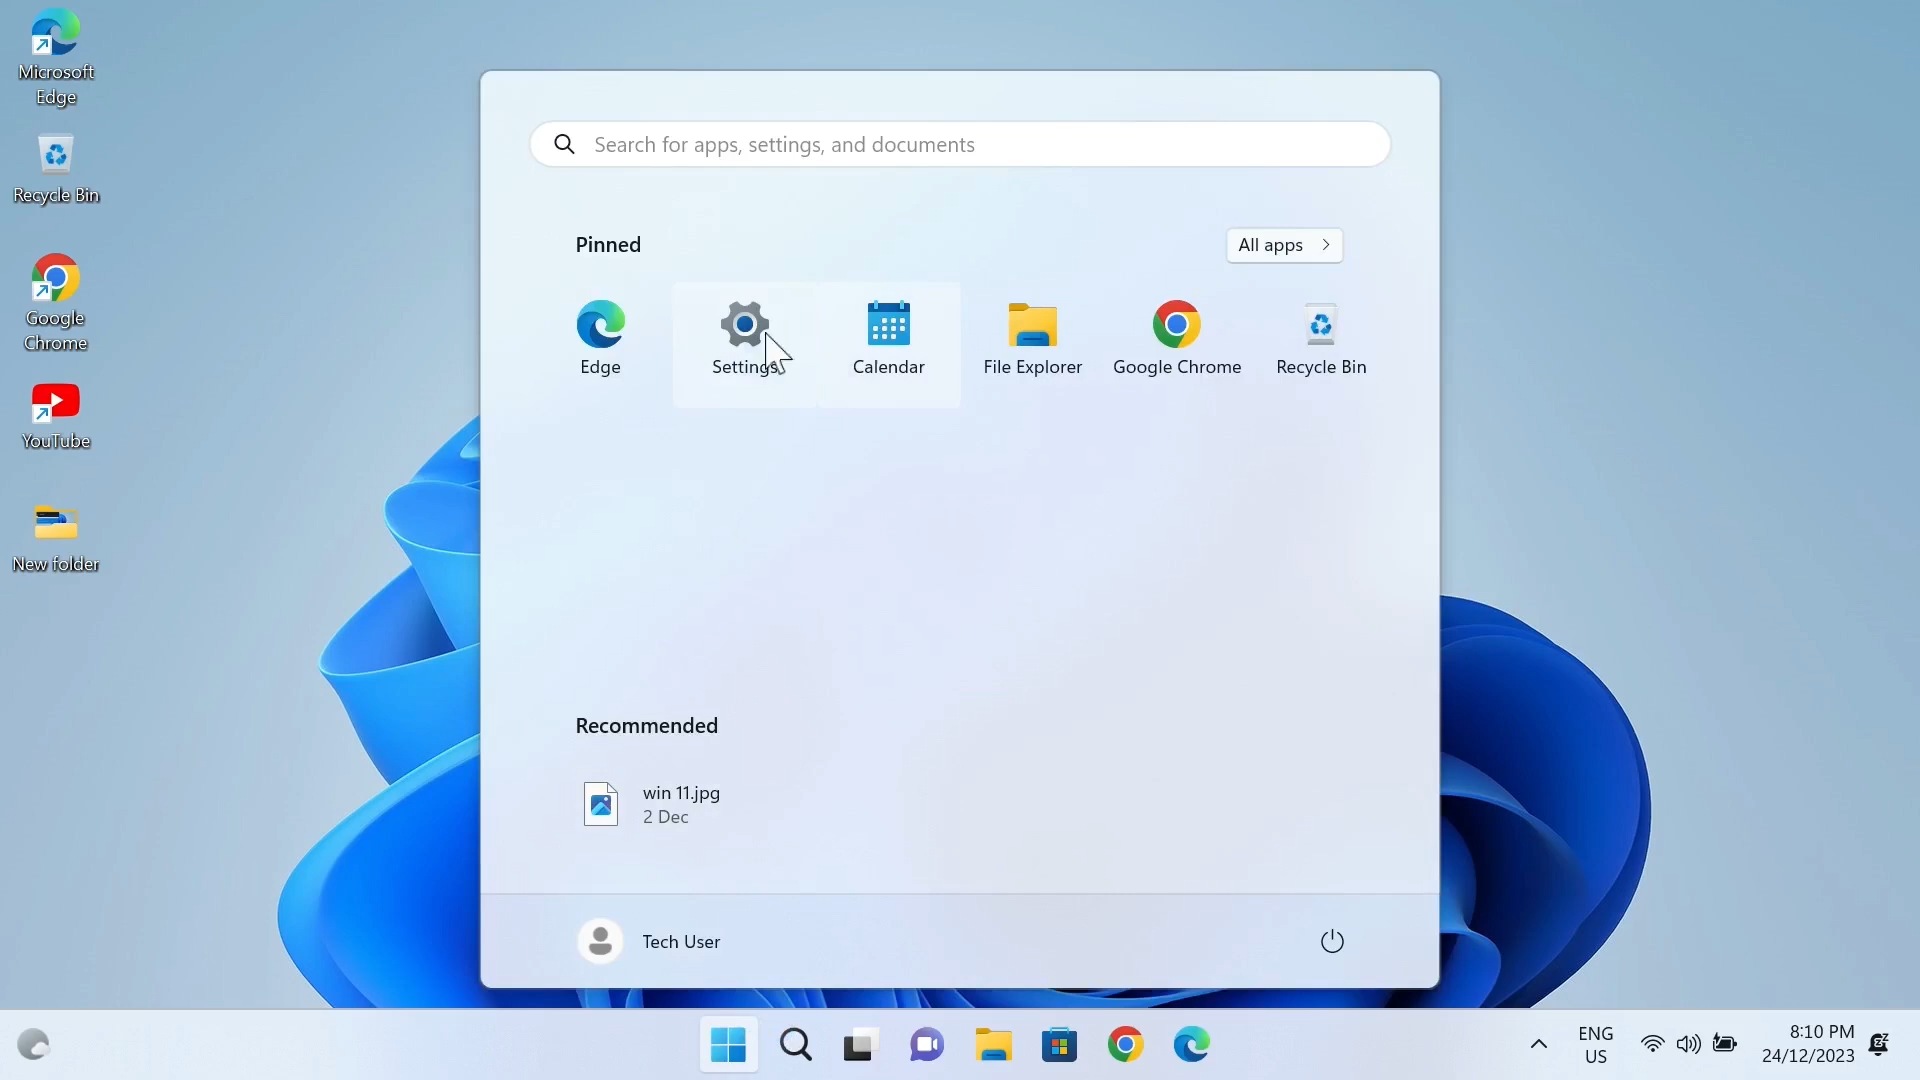 Microsoft
Edge
Recycle Bin
Google
Chrome
YouTube
New folder
Search for apps, settings, and documents
Pinned
All apps
Edge
Settings
Calendar
File Explorer
Google Chrome
Recycle Bin
Recommended
win 11.jpg
2 Dec
Tech User
ENG
US
8:10 PM
24/12/2023